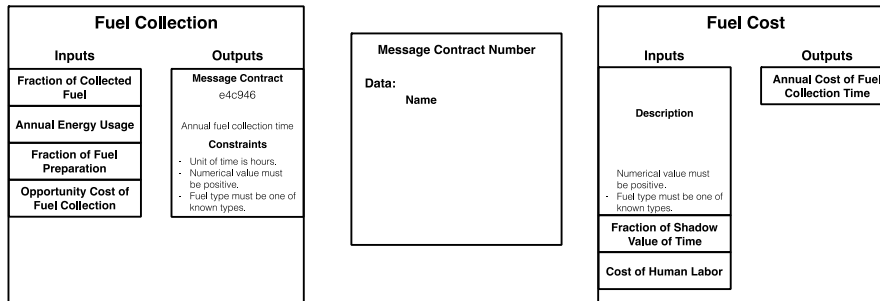 Fuel Collection
Inputs
Outputs
Fraction of Collected
Fuel
Annual Energy Usage
Fraction of Fuel
Preparation
Opportunity Cost of
Fuel Collection
Message Contract
e4c946
Annual fuel collection time
Constraints
- Unit of time is hours.
- Numerical value must
be positive.
- Fuel type must be one of
known types.
Message Contract Number
Data:
Name
Fuel Cost
Inputs
Outputs
Description
Numerical value must
be positive.
- Fuel type must be one of
known types.
Fraction of Shadow
Value of Time
Cost of Human Labor
Annual Cost of Fuel
Collection Time